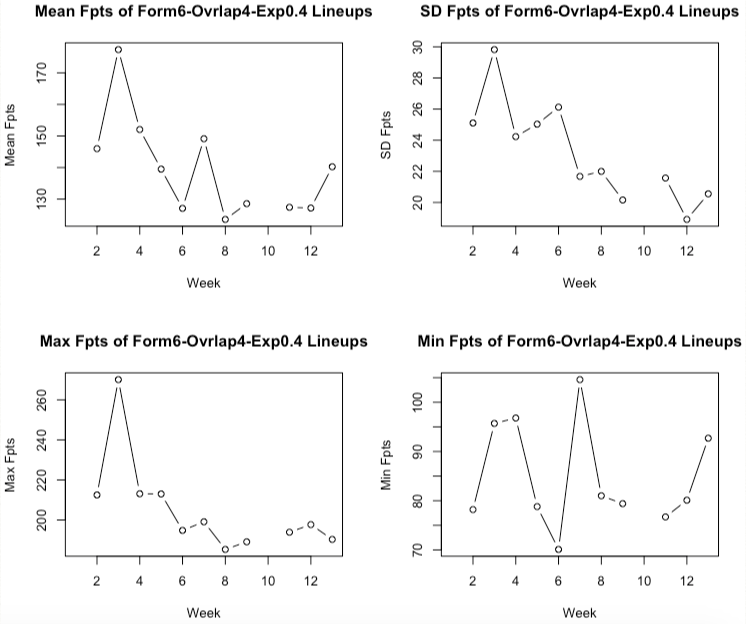 Mean Fpts of Form6-Ovrlap4-Exp0.4 Lineups
Mean Fpts
170
150
130
2 4 6 8 10 12
Week
SD Fpts of Form6-Ovrlap4-Exp0.4 Lineups
SD Fpts
30
28
26
24
22
20
2 4 6 8 10 12
Week
Max Fpts of Form6-Ovrlap4-Exp0.4 Lineups
Max Fpts
260
240
220
200
2 4 6 8 10 12
Week
Min Fpts of Form6-Ovrlap4-Exp0.4 Lineups
Min Fpts
100
90
80
70
2 4 6 8 10 12
Week